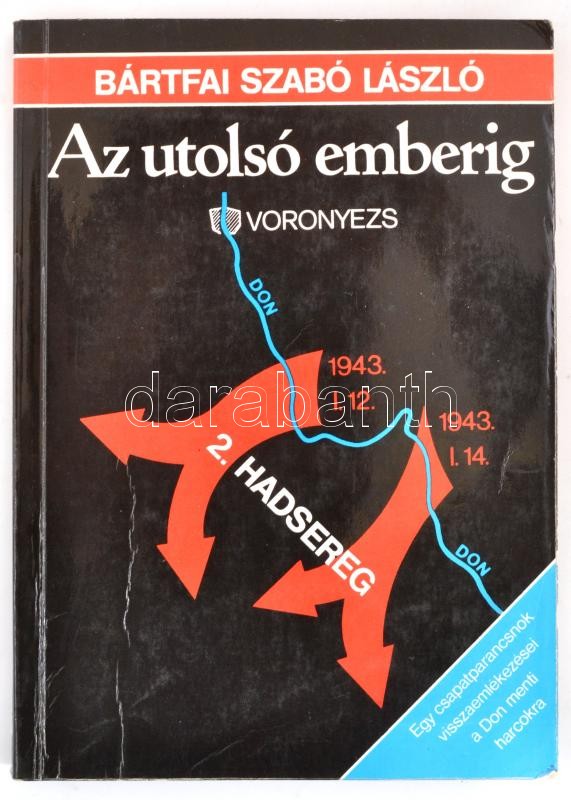 BÁRTFAI SZABÓ LÁSZLÓ
Az utolsó emberig
VORONYEZS
DON
1943.
I.12.
1943.
I.14.
2. HADSEREG
DON
Egy csapatparancsnok
visszaemlékezései
a Don menti
harcokra
darabanth